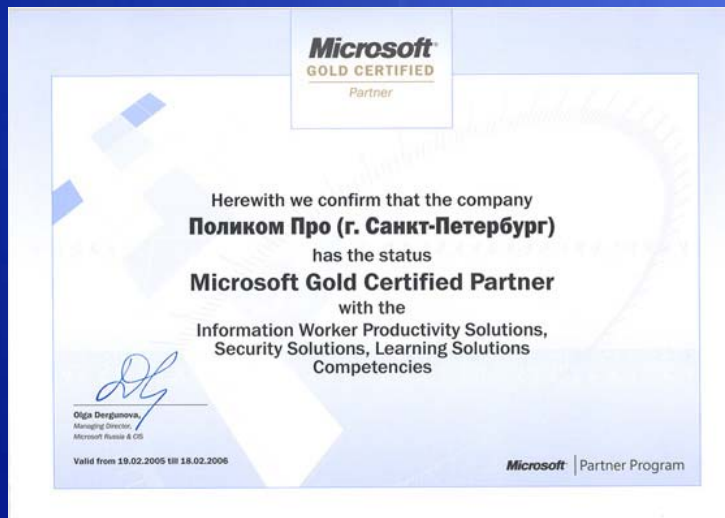 Microsoft
GOLD CERTIFIED
Partner
Herewith we confirm that the company
Поликом Про (г. Санкт-Петербург)
has the status
Microsoft Gold Certified Partner
with the
Information Worker Productivity Solutions,
Security Solutions, Learning Solutions
Competencies
Olga Dergunova,
Managing Director,
Microsoft Russia & CIS
Valid from 19.02.2005 till 18.02.2006
Microsoft Partner Program